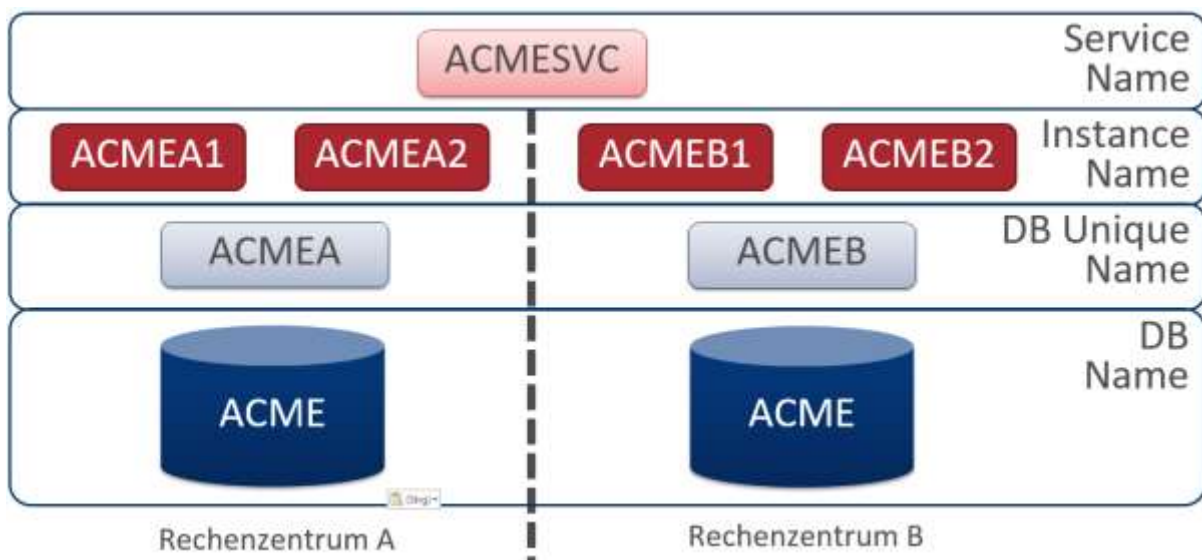 ACMESVC
Service
Name
ACMEA1 ACMEA2 ACMEB1 ACMEB2
Instance
Name
ACMEA ACMEB
DB Unique
Name
ACME ACME
DB
Name
(Strg)
Rechenzentrum A Rechenzentrum B